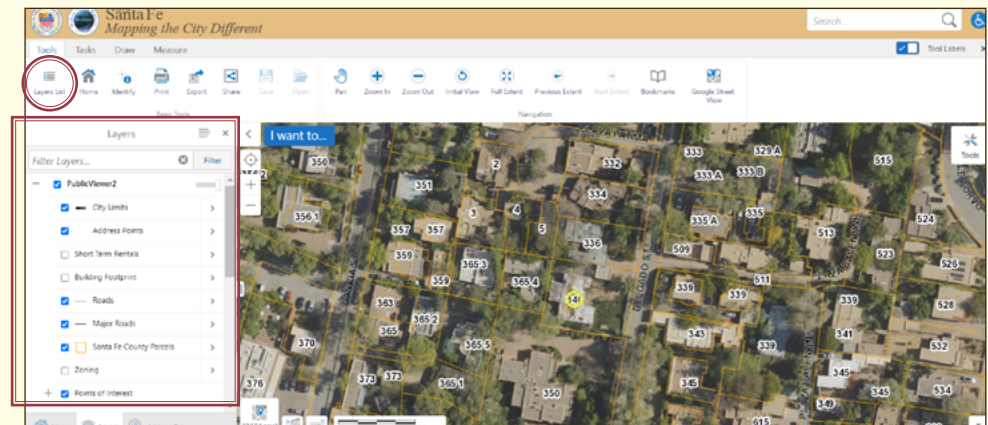 Santa Fe
Mapping the City Different
Search...
Tools Tasks Draw Measure
Tool Labels
Layers List Home Identify Print Export Share Save Open Pan Zoom In Zoom Out Initial View Full Extent Previous Extent Next Extent Bookmarks Google Street View
Basic Tools Navigation
Layers
I want to...
Tools
Filter Layers... Filter
PublicViewer2
City Limits
Address Points
Short Term Rentals
Building Footprint
Roads
Major Roads
Santa Fe County Parcels
Zoning
Points of Interest
350 2 332 333 329 A 515
351 333 A 333 B
334
356 1 3 4 335 A 335 524
357 357 5 513
336
359 509 523 526
365 3
359 365 4 511
DELGADO ST
339 339 339 528
363
365 2 343 341
365 339 532
370 365 5
345
376 373 373 365 1 345 345 534
350 349
615